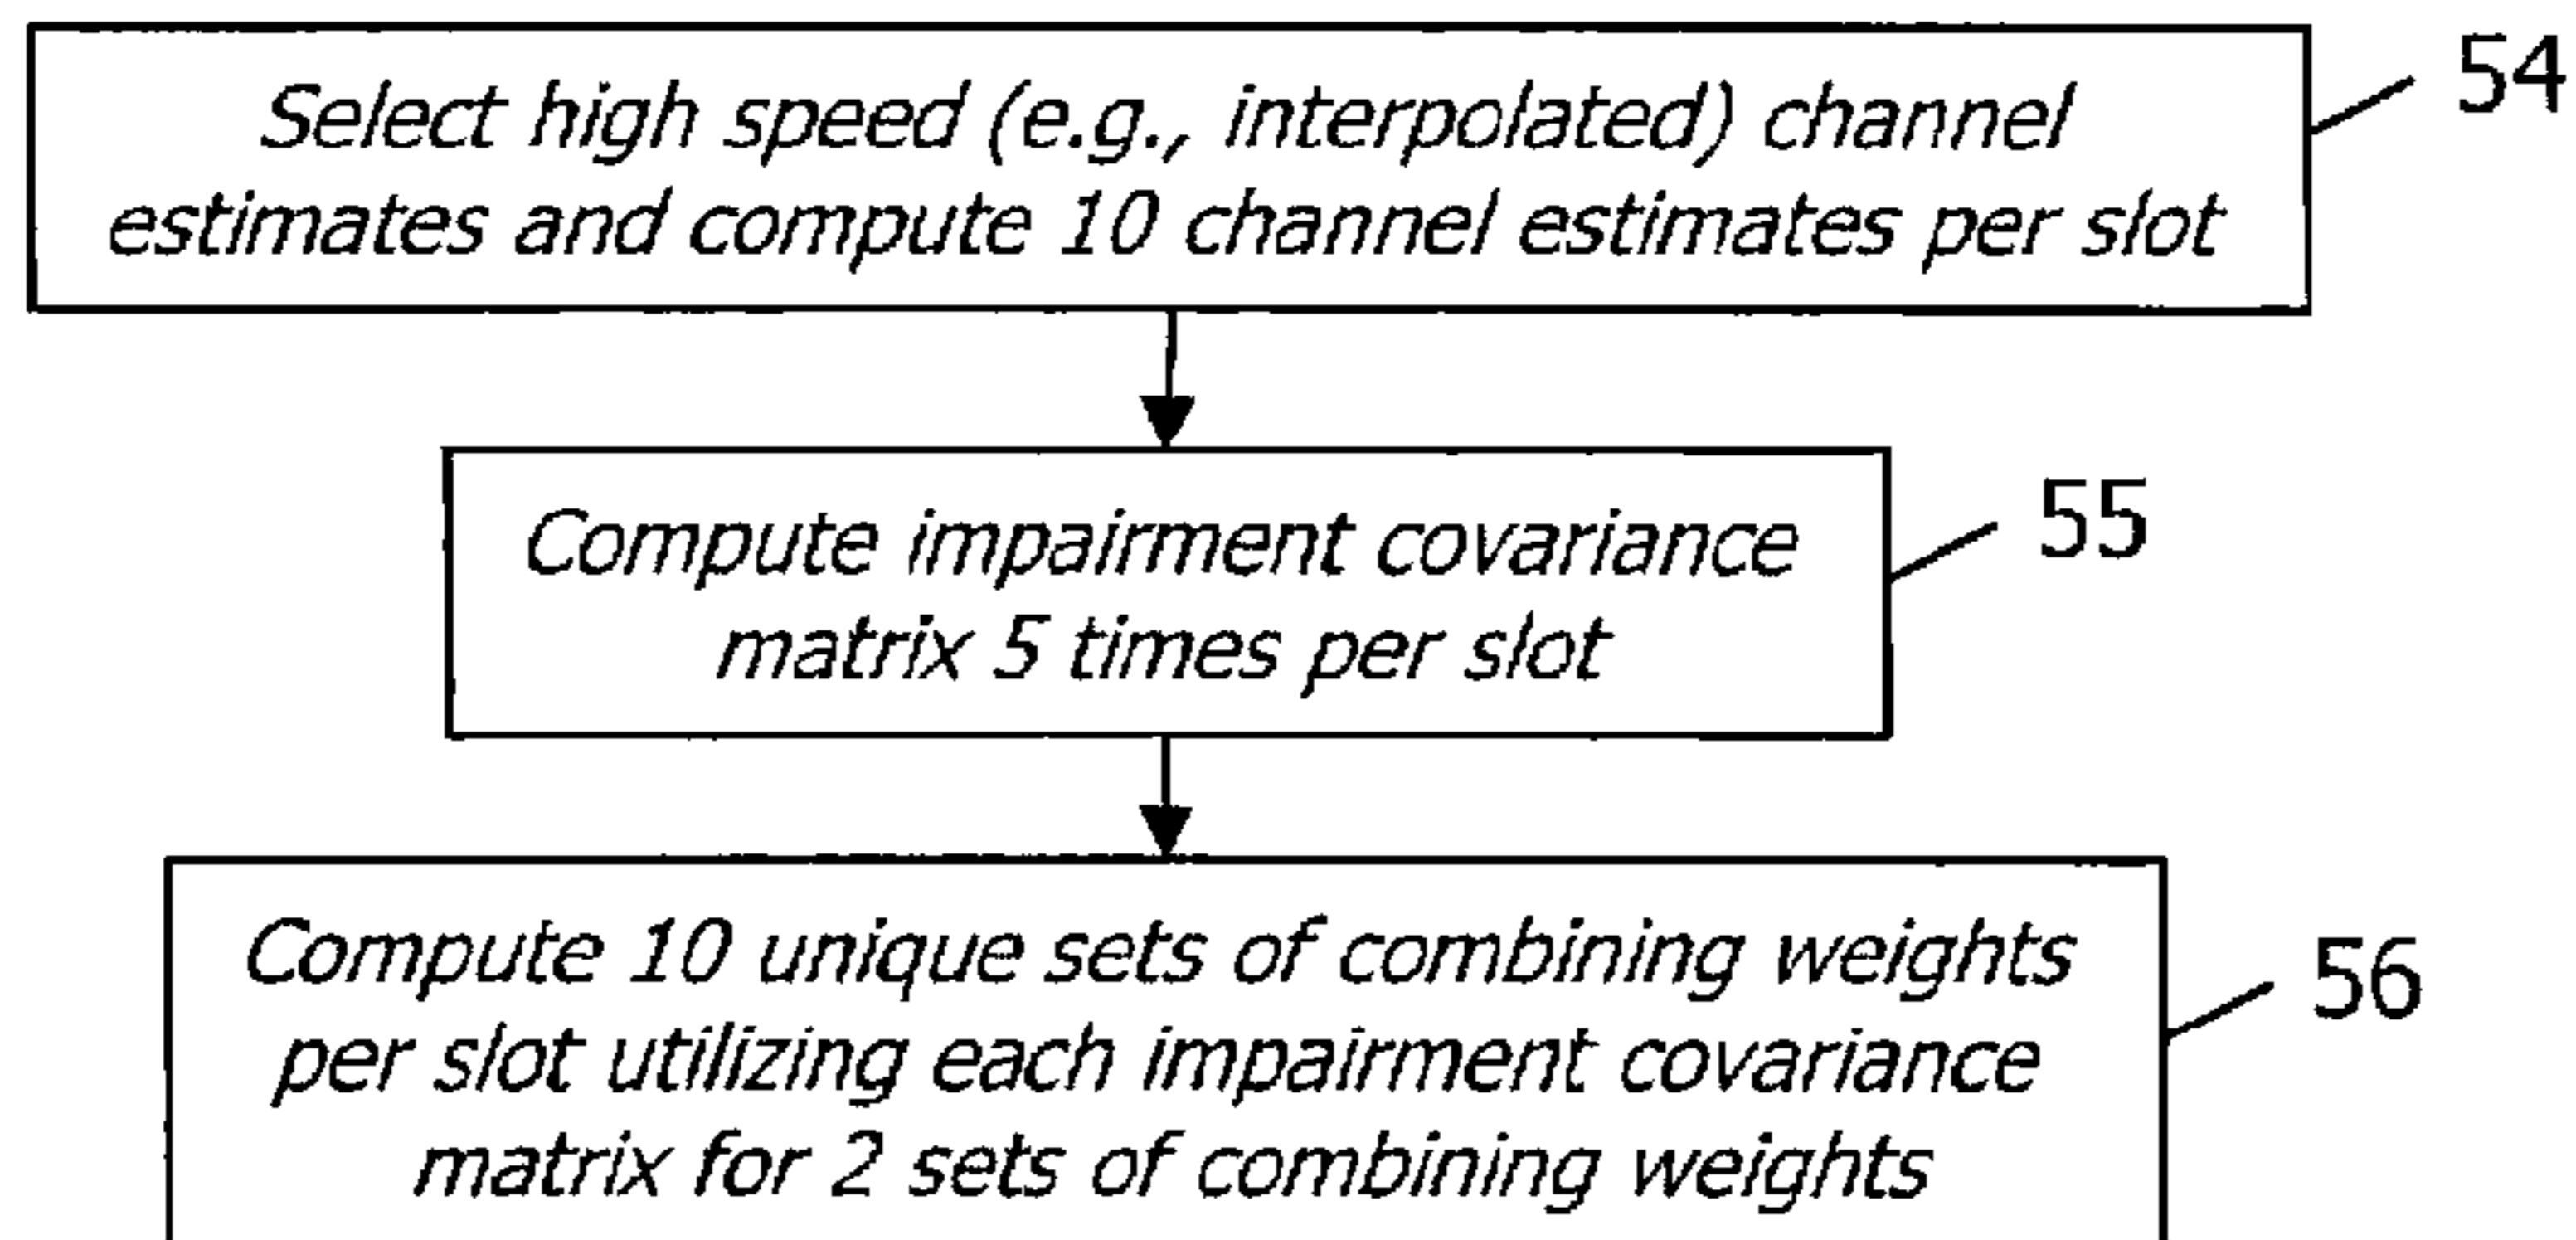 Select high speed (e.g., interpolated) channel
estimates and compute 10 channel estimates per slot
54
Compute impairment covariance
matrix 5 times per slot
55
Compute 10 unique sets of combining weights
per slot utilizing each impairment covariance
matrix for 2 sets of combining weights
56